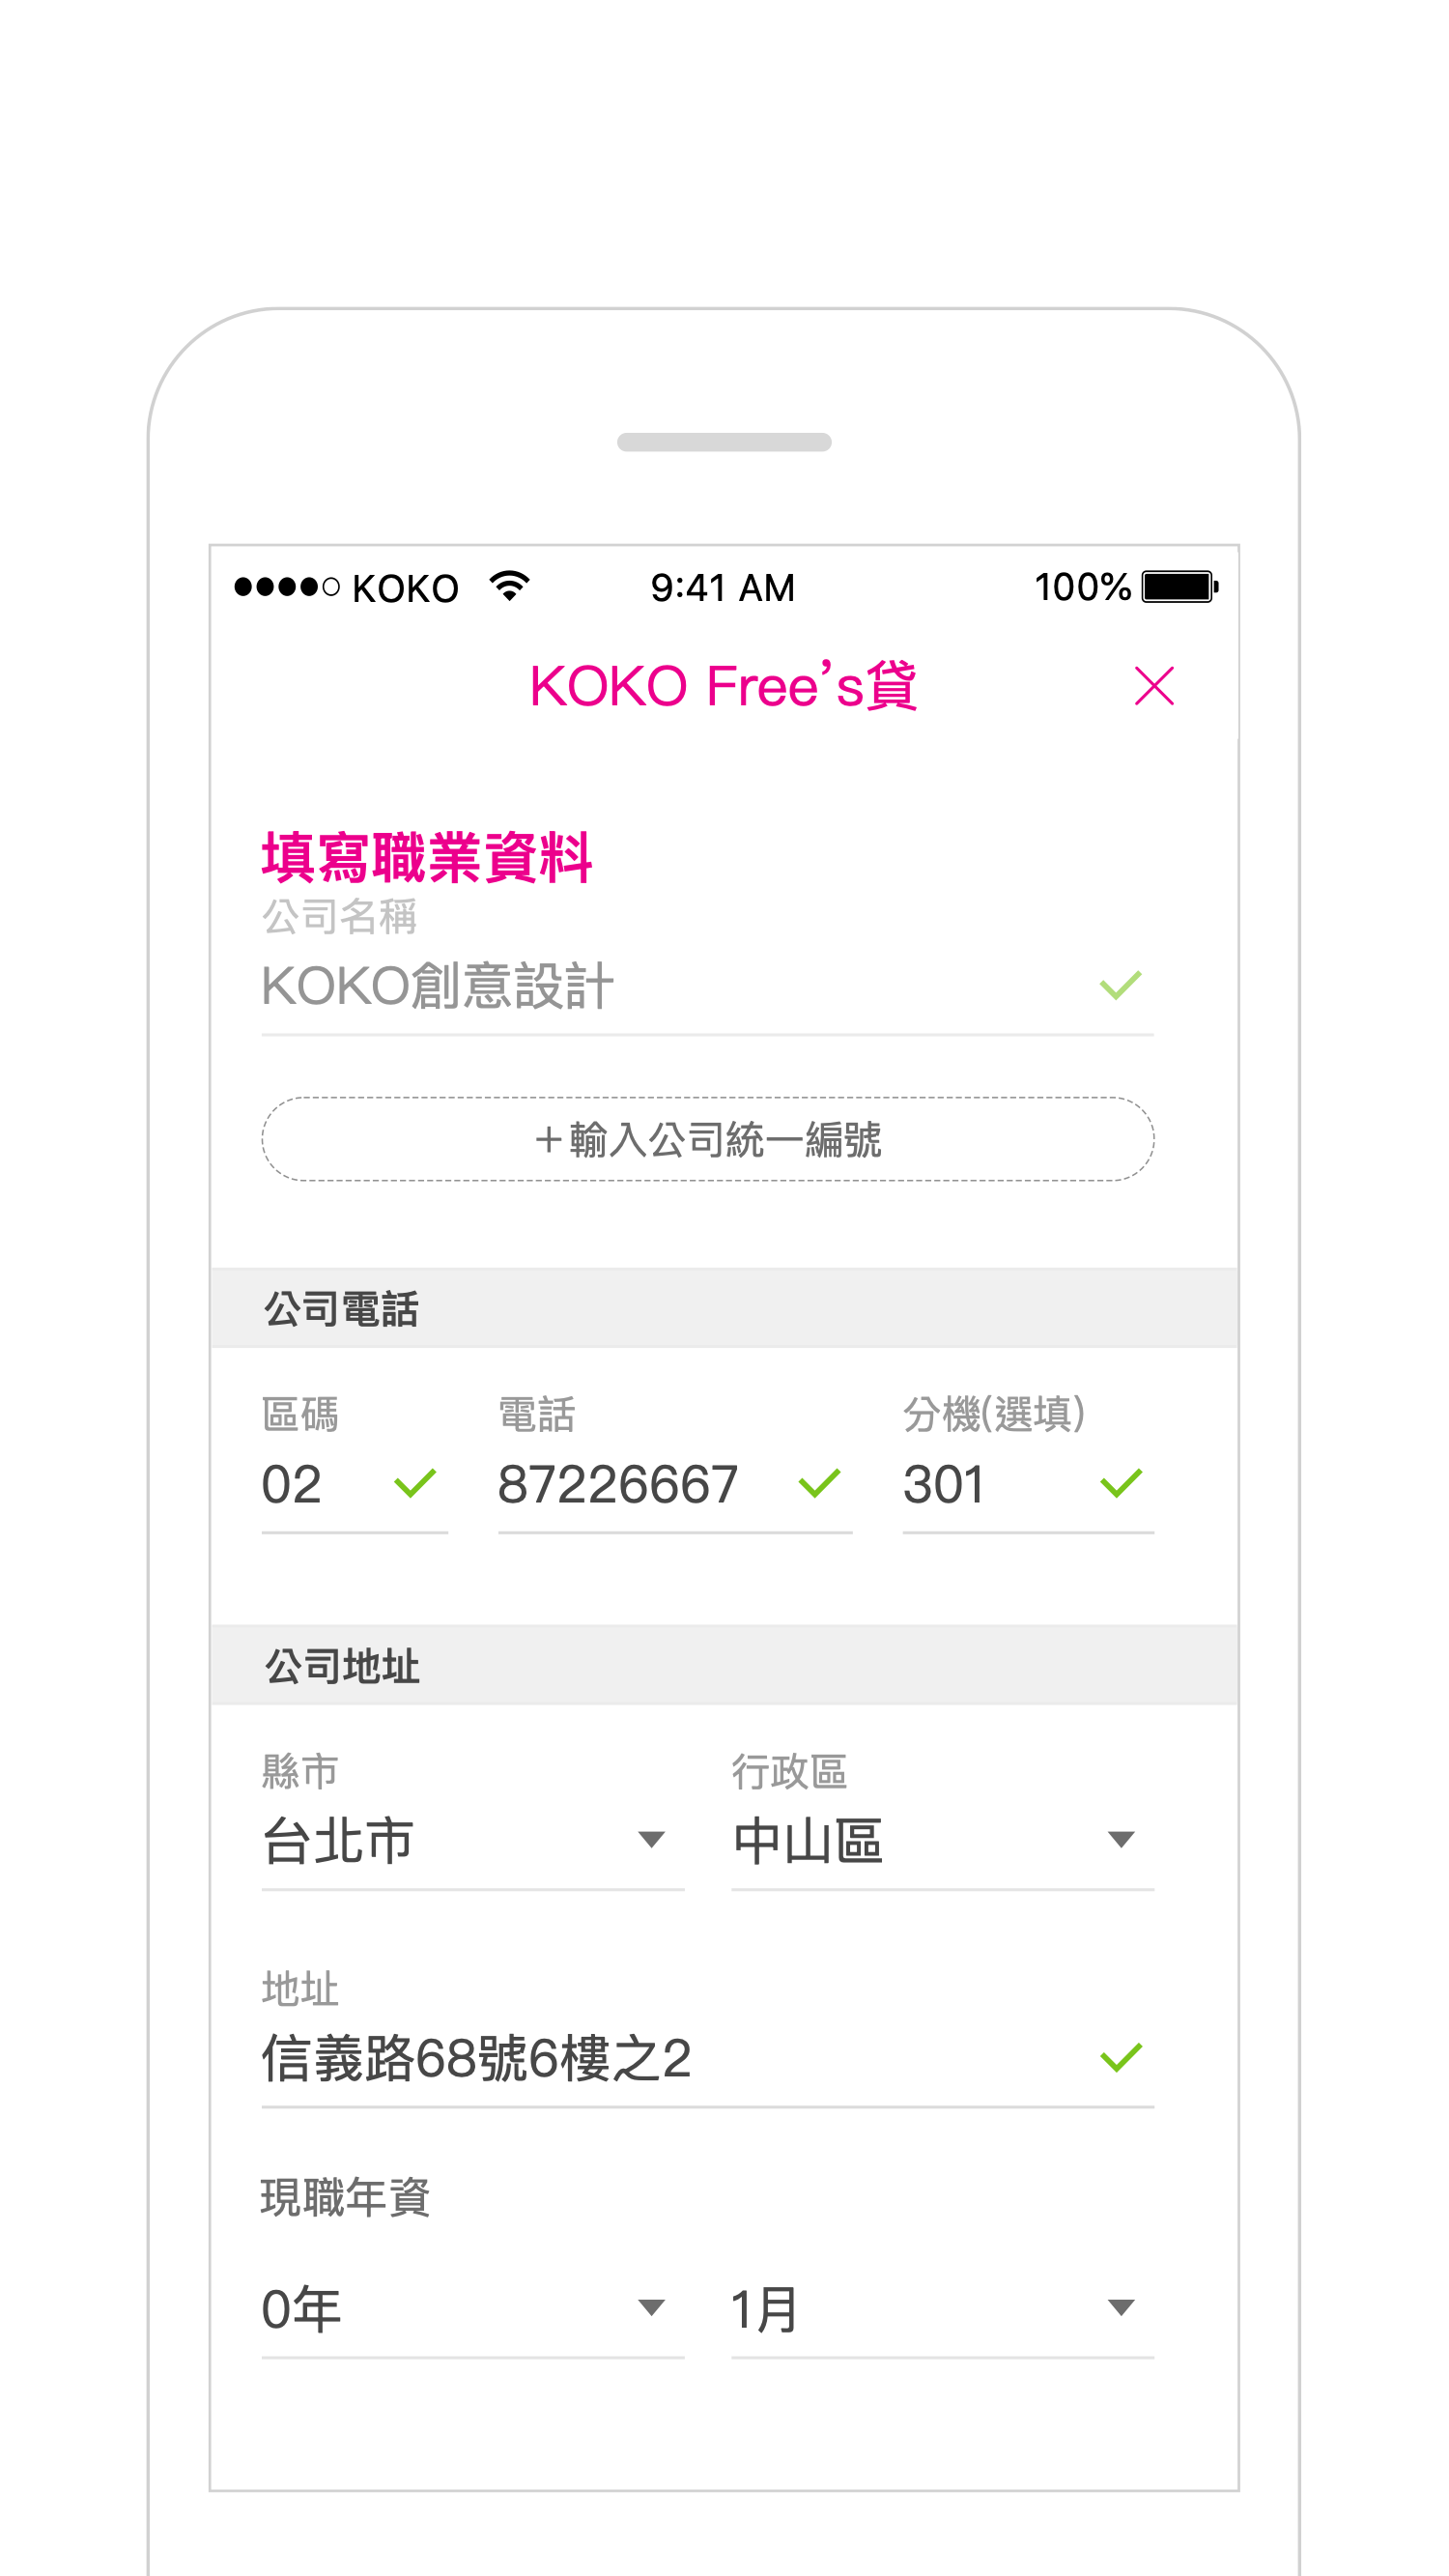 KOKO 9:41 AM 100%
KOKO Free's貸
填寫職業資料
公司名稱
KOKO創意設計
+輸入公司統一編號
公司電話
區碼 電話 分機(選填)
02 87226667 301
公司地址
縣市 行政區
台北市 中山區
地址
信義路68號6樓之2
現職年資
0年 1月